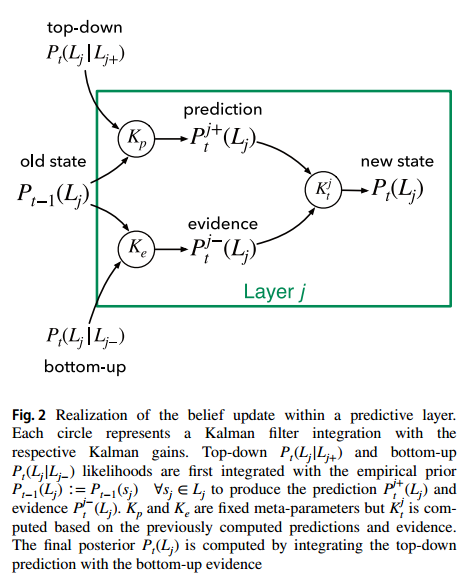 top-down
P_t(L_j|L_{j+})
prediction
K_p
P_t^{j+}(L_j)
old state
new state
P_{t−1}(L_j)
K_t^j
P_t(L_j)
evidence
K_e
P_t^{j−}(L_j)
Layer j
P_t(L_j|L_{j−})
bottom-up
Fig. 2 Realization of the belief update within a predictive layer.
Each circle represents a Kalman filter integration with the
respective Kalman gains. Top-down P_t(L_j|L_{j+}) and bottom-up
P_t(L_j|L_{j−}) likelihoods are first integrated with the empirical prior
P_{t−1}(L_j) := P_{t−1}(s_j) ∀s_j ∈ L_j to produce the prediction P_t^{j+}(L_j) and
evidence P_t^{j−}(L_j). K_p and K_e are fixed meta-parameters but K_t^j is com-
puted based on the previously computed predictions and evidence.
The final posterior P_t(L_j) is computed by integrating the top-down
prediction with the bottom-up evidence